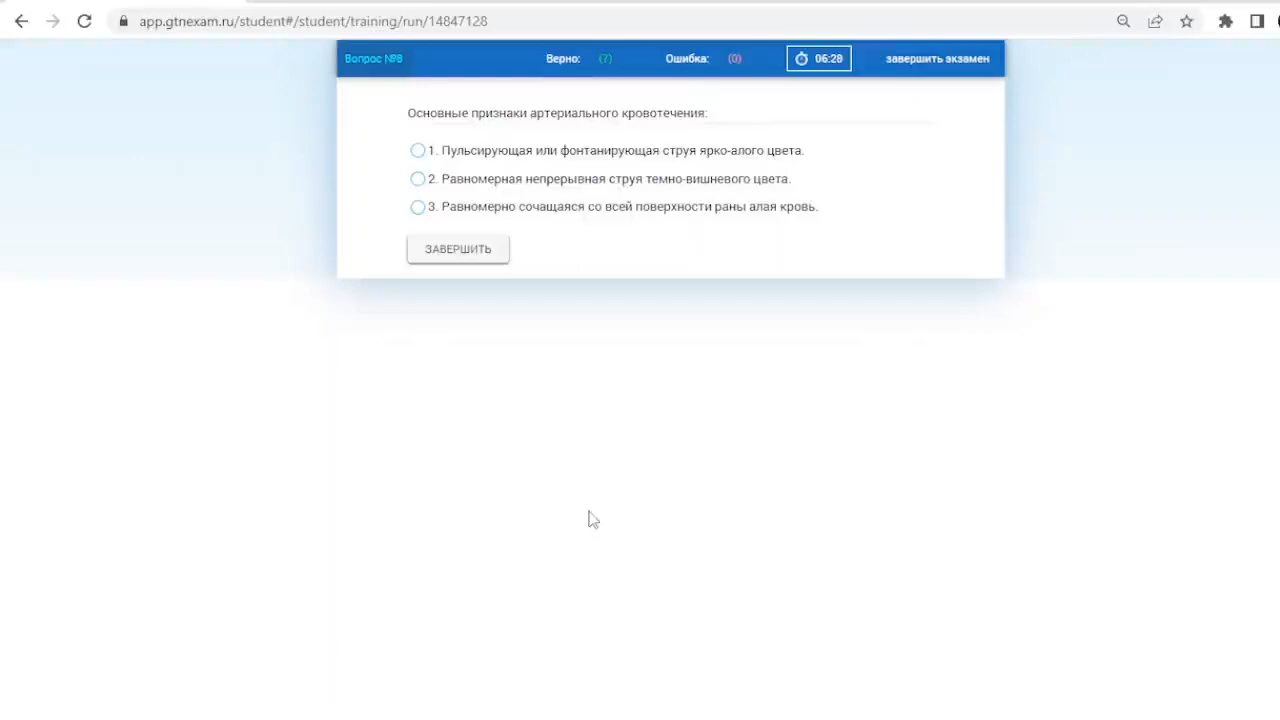 app.gtnexam.ru/student#/student/training/run/14847128
Вопрос №8 Верно: (7) Ошибка: (0) 06:28 завершить экзамен
Основные признаки артериального кровотечения:
1. Пульсирующая или фонтанирующая струя ярко-алого цвета.
2. Равномерная непрерывная струя темно-вишневого цвета.
3. Равномерно сочащаяся со всей поверхности раны алая кровь.
ЗАВЕРШИТЬ